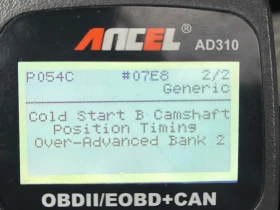 ANCEL® AD310
P054C #07E8 2/2
Generic
Cold Start B Camshaft
Position Timing
Over-Advanced Bank 2
OBDII/EOBD+CAN